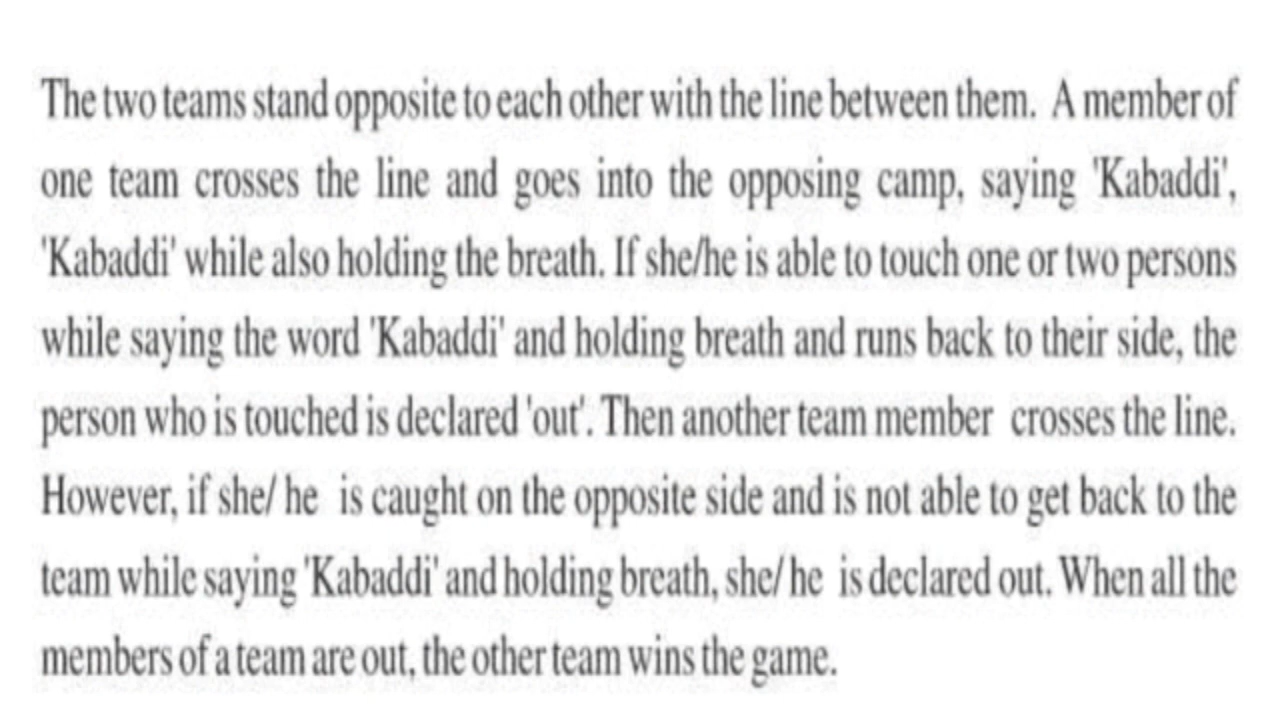 The two teams stand opposite to each other with the line between them. A member of
one team crosses the line and goes into the opposing camp, saying 'Kabaddi',
'Kabaddi' while also holding the breath. If she/he is able to touch one or two persons
while saying the word 'Kabaddi' and holding breath and runs back to their side, the
person who is touched is declared 'out'. Then another team member crosses the line.
However, if she/ he is caught on the opposite side and is not able to get back to the
team while saying 'Kabaddi' and holding breath, she/ he is declared out. When all the
members of a team are out, the other team wins the game.